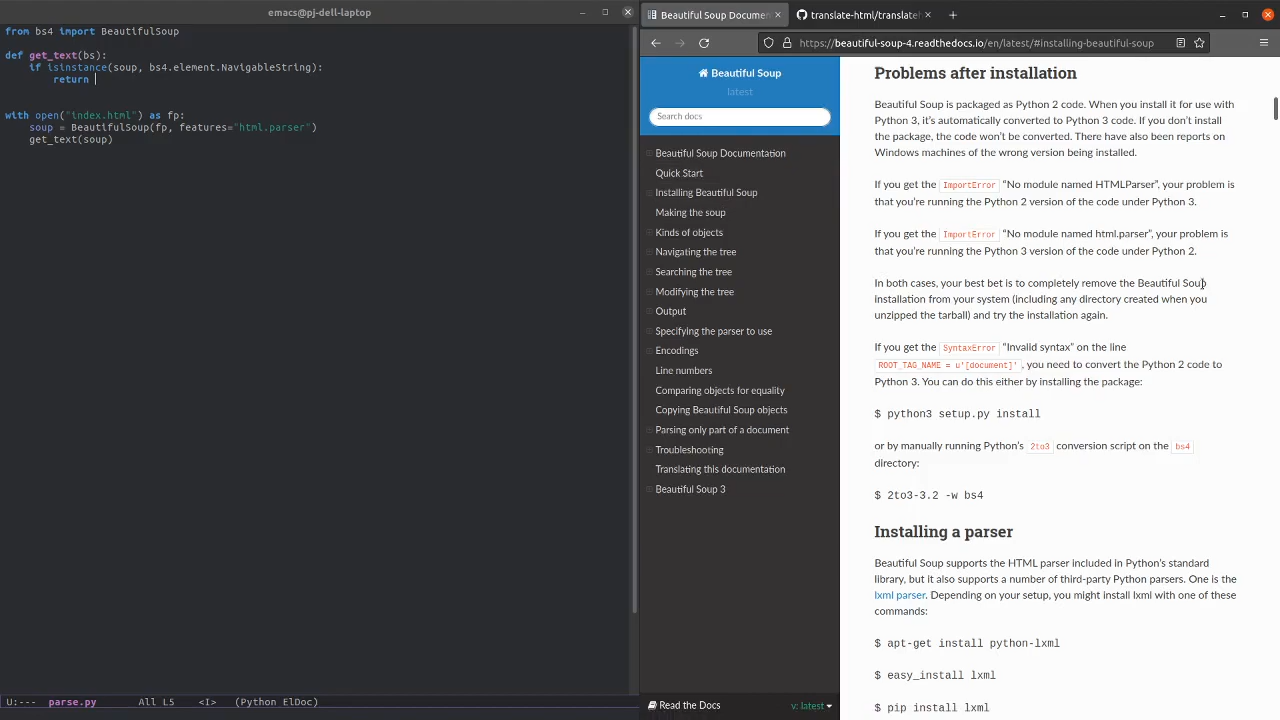 emacs@pj-dell-laptop
from bs4 import BeautifulSoup
def get_text(bs):
if isinstance(soup, bs4.element.NavigableString):
return
with open("index.html") as fp:
soup = BeautifulSoup(fp, features="html.parser")
get_text(soup)
U:--- parse.py All L5 <I> (Python ElDoc)
Beautiful Soup Documen
translate-html/translateh
https://beautiful-soup-4.readthedocs.io/en/latest/#installing-beautiful-soup
Beautiful Soup
latest
Search docs
Beautiful Soup Documentation
Quick Start
Installing Beautiful Soup
Making the soup
Kinds of objects
Navigating the tree
Searching the tree
Modifying the tree
Output
Specifying the parser to use
Encodings
Line numbers
Comparing objects for equality
Copying Beautiful Soup objects
Parsing only part of a document
Troubleshooting
Translating this documentation
Beautiful Soup 3
Read the Docs
v: latest
Problems after installation
Beautiful Soup is packaged as Python 2 code. When you install it for use with
Python 3, it’s automatically converted to Python 3 code. If you don’t install
the package, the code won’t be converted. There have also been reports on
Windows machines of the wrong version being installed.
If you get the ImportError “No module named HTMLParser”, your problem is
that you’re running the Python 2 version of the code under Python 3.
If you get the ImportError “No module named html.parser”, your problem is
that you’re running the Python 3 version of the code under Python 2.
In both cases, your best bet is to completely remove the Beautiful Soup
installation from your system (including any directory created when you
unzipped the tarball) and try the installation again.
If you get the SyntaxError “Invalid syntax” on the line
ROOT_TAG_NAME = u'[document]', you need to convert the Python 2 code to
Python 3. You can do this either by installing the package:
$ python3 setup.py install
or by manually running Python’s 2to3 conversion script on the bs4
directory:
$ 2to3-3.2 -w bs4
Installing a parser
Beautiful Soup supports the HTML parser included in Python’s standard
library, but it also supports a number of third-party Python parsers. One is the
lxml parser. Depending on your setup, you might install lxml with one of these
commands:
$ apt-get install python-lxml
$ easy_install lxml
$ pip install lxml